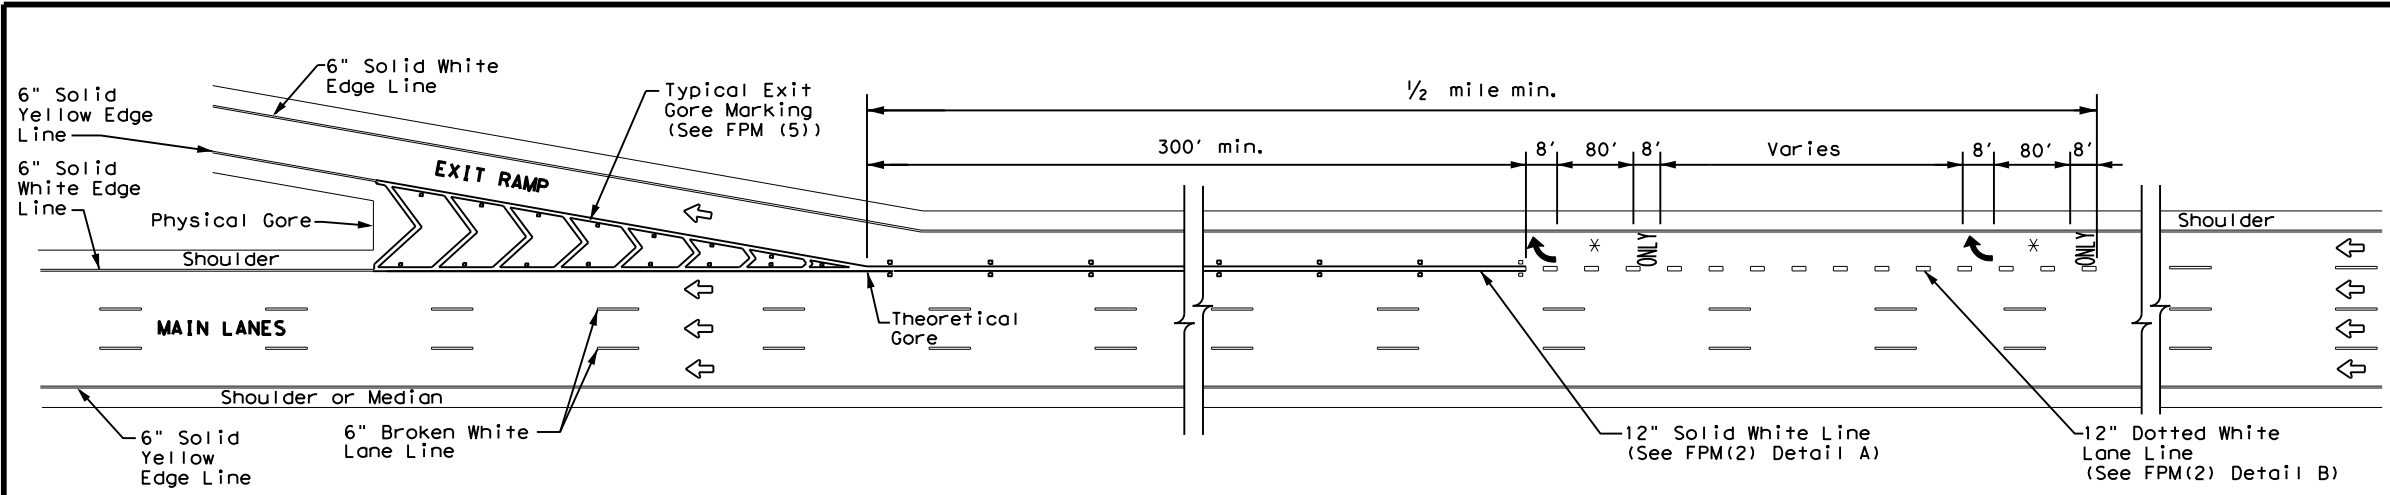 6" Solid White
Edge Line
6" Solid
Yellow Edge
Line
6" Solid
White Edge
Line
Typical Exit
Gore Marking
(See FPM (5))
½ mile min.
300' min.
8'
80'
8'
Varies
8'
80'
8'
EXIT RAMP
Physical Gore
Shoulder
Shoulder
*
ONLY
*
ONLY
MAIN LANES
Theoretical
Gore
Shoulder or Median
6" Solid
Yellow
Edge Line
6" Broken White
Lane Line
12" Solid White Line
(See FPM(2) Detail A)
12" Dotted White
Lane Line
(See FPM(2) Detail B)